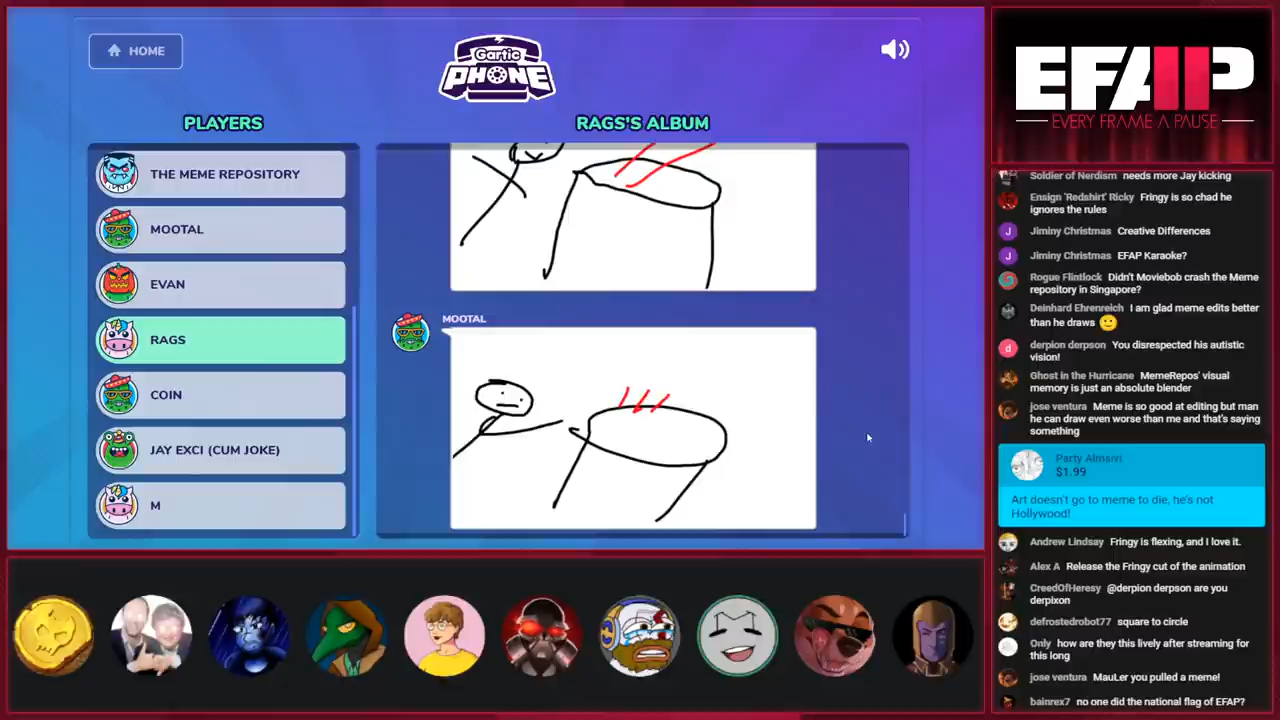 HOME
Gartic
PHONE
PLAYERS
RAGS'S ALBUM
THE MEME REPOSITORY
MOOTAL
EVAN
RAGS
COIN
JAY EXCI (CUM JOKE)
M
MOOTAL
EFAP
EVERY FRAME A PAUSE
Soldier of Nerdism needs more Jay kicking
Ensign 'Redshirt' Ricky Fringy is so chad he
ignores the rules
Jiminy Christmas Creative Differences
Jiminy Christmas EFAP Karaoke?
Rogue Flintlock Didn't Moviebob crash the Meme
repository in Singapore?
Deinhard Ehrenreich I am glad meme edits better
than he draws
derpion derpson You disrespected his autistic
vision!
Ghost in the Hurricane MemeRepos' visual
memory is just an absolute blender
jose ventura Meme is so good at editing but man
he can draw even worse than me and that's saying
something
Party Almsivi
$1.99
Art doesn't go to meme to die, he's not
Hollywood!
Andrew Lindsay Fringy is flexing, and I love it.
Alex A Release the Fringy cut of the animation
CreedOfHeresy @derpion derpson are you
derpixon
defrostedrobot77 square to circle
Only how are they this lively after streaming for
this long
jose ventura MauLer you pulled a meme!
bainrex7 no one did the national flag of EFAP?